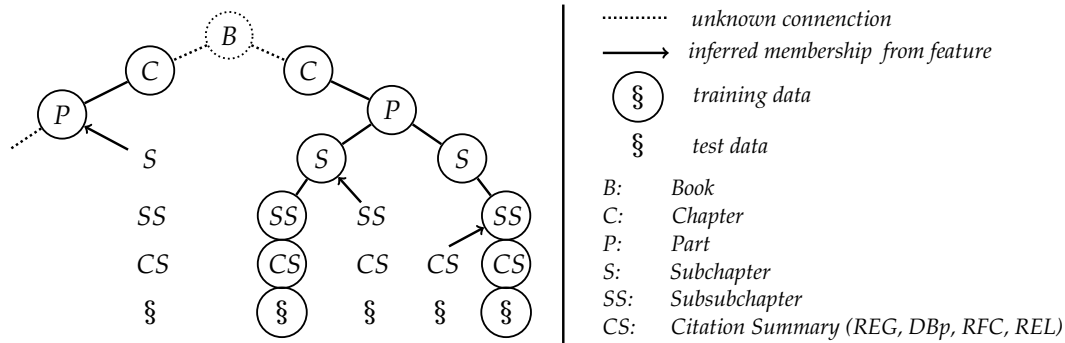 B
C C
P P
S S S
SS SS SS SS
CS CS CS CS CS
§ § § § §
unknown connenction
inferred membership from feature
§ training data
§ test data
B: Book
C: Chapter
P: Part
S: Subchapter
SS: Subsubchapter
CS: Citation Summary (REG, DBp, RFC, REL)